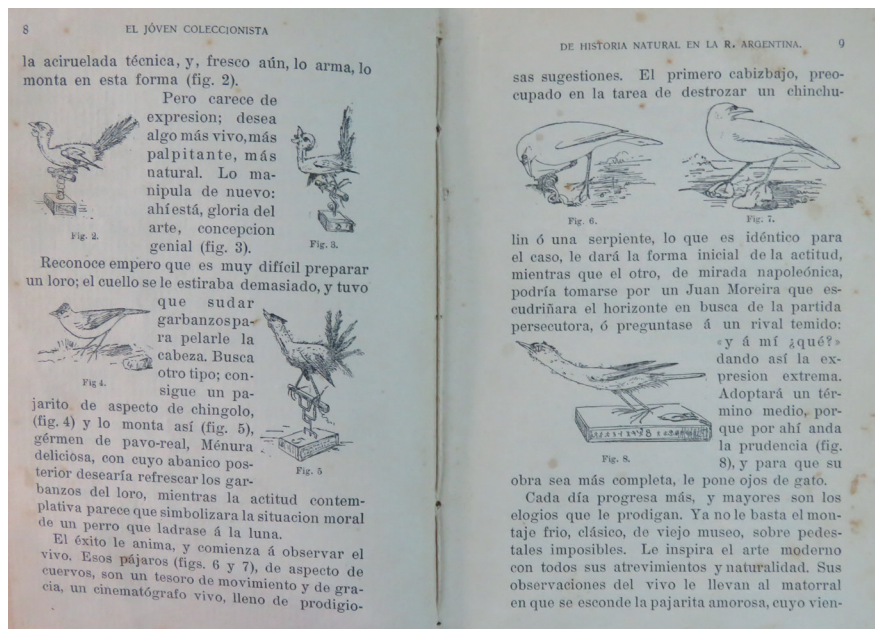 8
EL JÓVEN COLECCIONISTA
la aciruelada técnica, y, fresco aún, lo arma, lo
monta en esta forma (fig. 2).
Pero carece de
expresion; desea
algo más vivo, más
palpitante, más
natural. Lo ma-
nipula de nuevo:
ahí está, gloria del
arte, concepcion
genial (fig. 3).
Fig. 2.
Fig. 3.
Reconoce empero que es muy difícil preparar
un loro; el cuello se le estiraba demasiado, y tuvo
que sudar
garbanzos pa-
ra pelarle la
cabeza. Busca
otro tipo; con-
sigue un pa-
Fig 4.
jarito de aspecto de chingolo,
(fig. 4) y lo monta así (fig. 5),
gérmen de pavo-real, Ménura
deliciosa, con cuyo abanico pos-
terior desearía refrescar los gar-
Fig. 5
banzos del loro, mientras la actitud contem-
plativa parece que simbolizara la situacion moral
de un perro que ladrase á la luna.
El éxito le anima, y comienza á observar el
vivo. Esos pájaros (figs. 6 y 7), de aspecto de
cuervos, son un tesoro de movimiento y de gra-
cia, un cinematógrafo vivo, lleno de prodigio-
DE HISTORIA NATURAL EN LA R. ARGENTINA.
9
sas sugestiones. El primero cabizbajo, preo-
cupado en la tarea de destrozar un chinchu-
Fig. 6.
Fig. 7.
lin ó una serpiente, lo que es idéntico para
el caso, le dará la forma inicial de la actitud,
mientras que el otro, de mirada napoleónica,
podría tomarse por un Juan Moreira que es-
cudriñara el horizonte en busca de la partida
persecutora, ó preguntase á un rival temido:
«y á mí ¿qué?»
dando así la ex-
presion extrema.
Adoptará un tér-
mino medio, por-
que por ahí anda
la prudencia (fig.
8), y para que su
Fig. 8.
obra sea más completa, le pone ojos de gato.
Cada día progresa más, y mayores son los
elogios que le prodigan. Ya no le basta el mon-
taje frio, clásico, de viejo museo, sobre pedes-
tales imposibles. Le inspira el arte moderno
con todos sus atrevimientos y naturalidad. Sus
observaciones del vivo le llevan al matorral
en que se esconde la pajarita amorosa, cuyo vien-